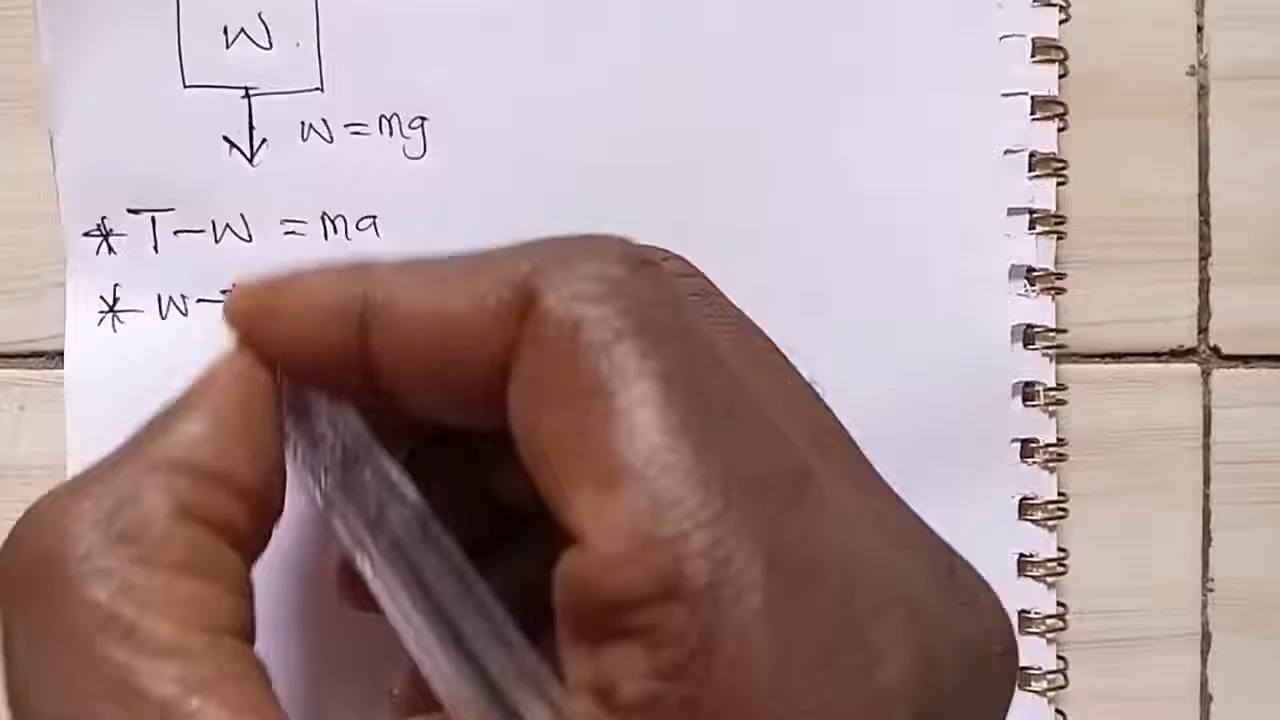 W
W = mg
* T - W = ma
* W -